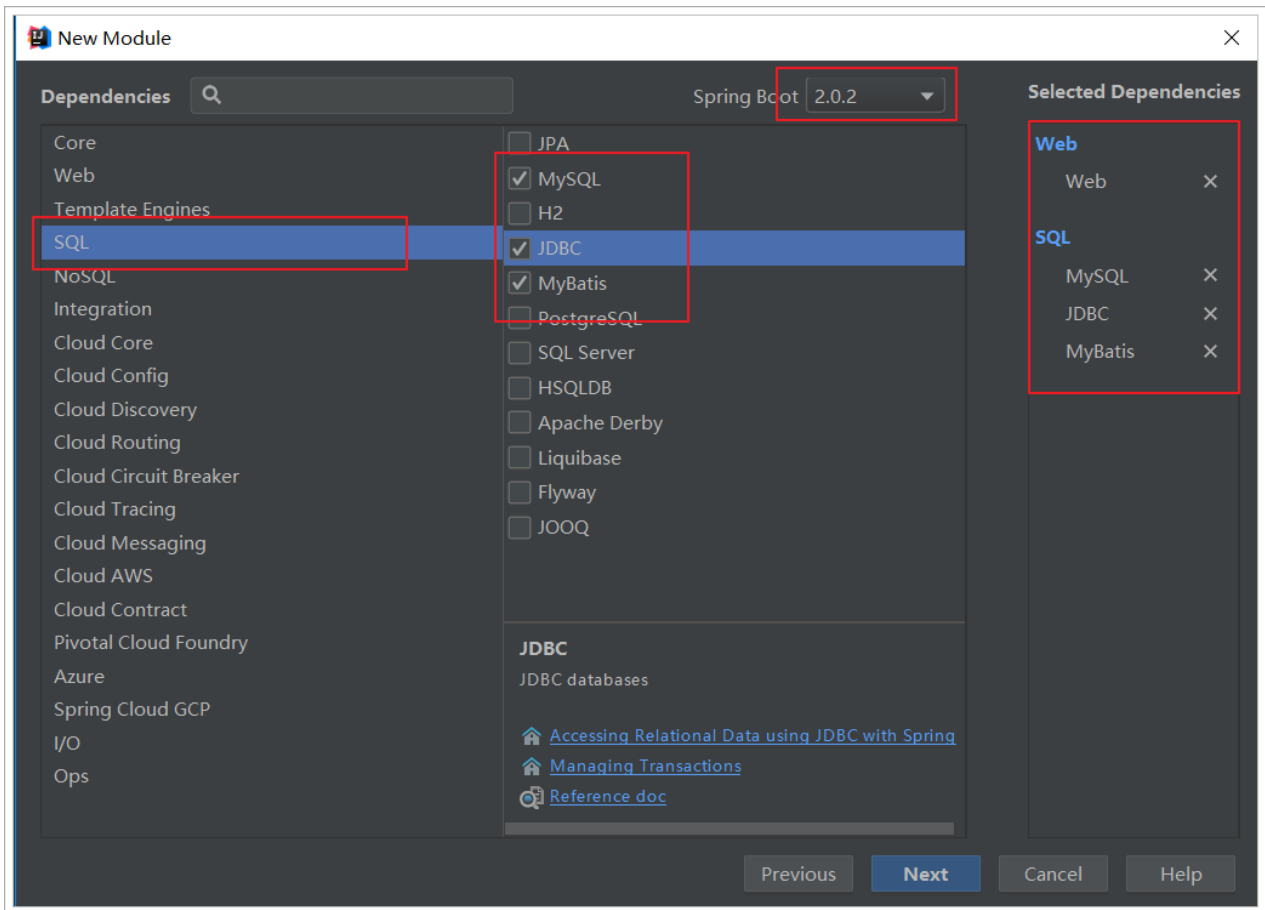 New Module
Dependencies
Spring Boot 2.0.2
Selected Dependencies
Core
Web
Template Engines
SQL
NoSQL
Integration
Cloud Core
Cloud Config
Cloud Discovery
Cloud Routing
Cloud Circuit Breaker
Cloud Tracing
Cloud Messaging
Cloud AWS
Cloud Contract
Pivotal Cloud Foundry
Azure
Spring Cloud GCP
I/O
Ops
JPA
MySQL
H2
JDBC
MyBatis
PostgreSQL
SQL Server
HSQLDB
Apache Derby
Liquibase
Flyway
JOOQ
JDBC
JDBC databases
Accessing Relational Data using JDBC with Spring
Managing Transactions
Reference doc
Web
Web
SQL
MySQL
JDBC
MyBatis
Previous
Next
Cancel
Help